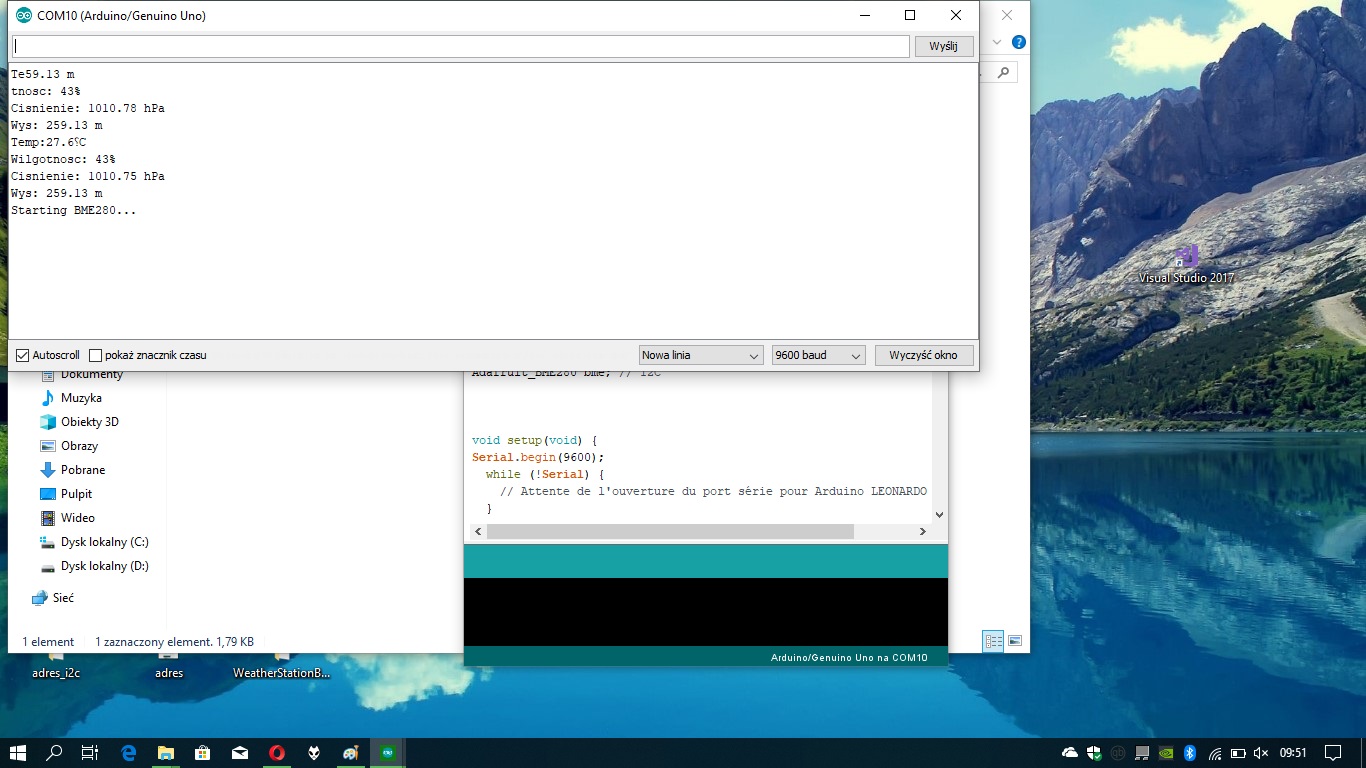 COM10 (Arduino/Genuino Uno)
Wyślij
Te59.13 m
tnosc: 43%
Cisnienie: 1010.78 hPa
Wys: 259.13 m
Temp:27.6⸮C
Wilgotnosc: 43%
Cisnienie: 1010.75 hPa
Wys: 259.13 m
Starting BME280...
Autoscroll
pokaż znacznik czasu
Nowa linia
9600 baud
Wyczyść okno
Visual Studio 2017
Dokumenty
Muzyka
Obiekty 3D
Obrazy
Pobrane
Pulpit
Wideo
Dysk lokalny (C:)
Dysk lokalny (D:)
Sieć
1 element
1 zaznaczony element. 1,79 KB
Adafruit_BME280 bme; // I2C
void setup(void) {
Serial.begin(9600);
while (!Serial) {
// Attente de l'ouverture du port série pour Arduino LEONARDO
}
Arduino/Genuino Uno na COM10
adres_i2c
adres
WeatherStationB...
09:51